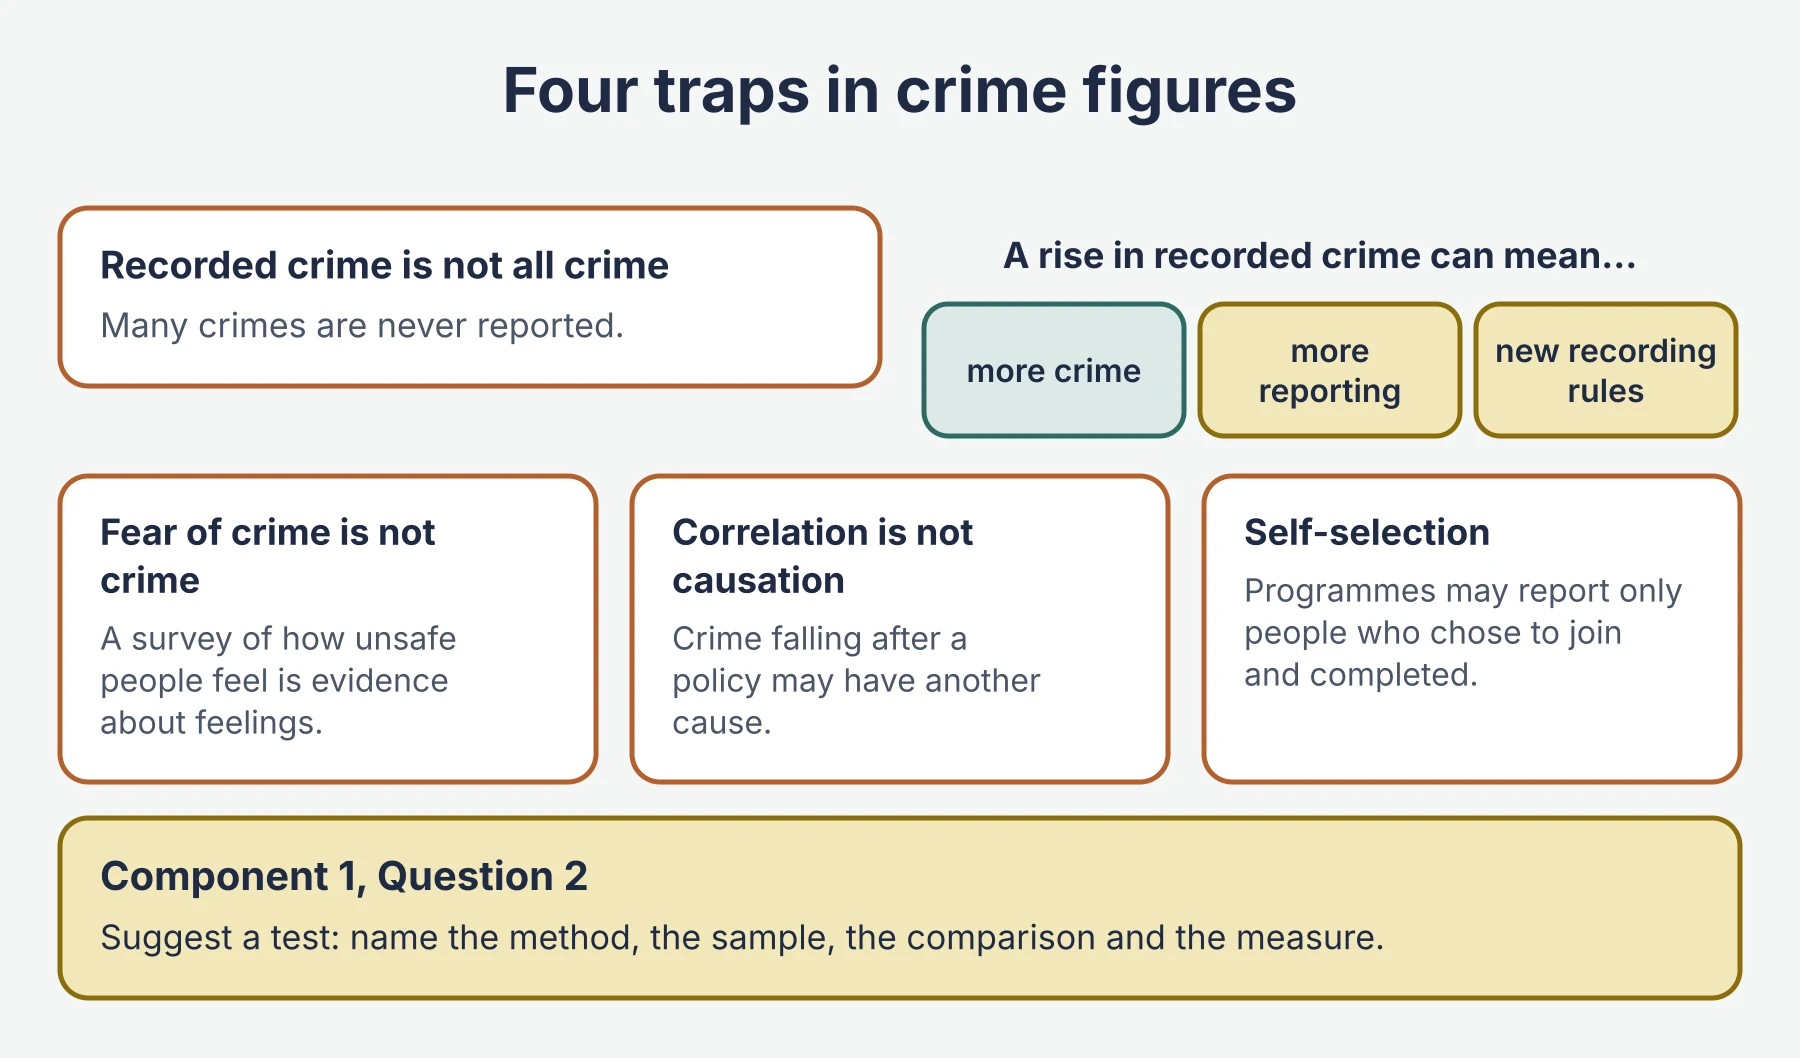 Four traps in crime figures
Recorded crime is not all crime
Many crimes are never reported.
A rise in recorded crime can mean...
more crime
more
reporting
new recording
rules
Fear of crime is not
crime
A survey of how unsafe
people feel is evidence
about feelings.
Correlation is not
causation
Crime falling after a
policy may have another
cause.
Self-selection
Programmes may report only
people who chose to join
and completed.
Component 1, Question 2
Suggest a test: name the method, the sample, the comparison and the measure.